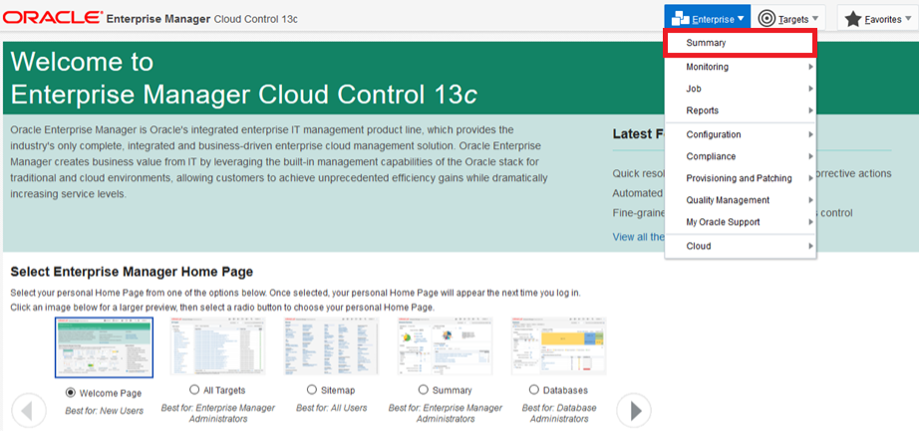 ORACLE® Enterprise Manager Cloud Control 13c
Enterprise
Targets
Favorites
Summary
Monitoring
Job
Reports
Configuration
Compliance
Provisioning and Patching
Quality Management
My Oracle Support
Cloud
Welcome to
Enterprise Manager Cloud Control 13c
Oracle Enterprise Manager is Oracle's integrated enterprise IT management product line, which provides the
industry's only complete, integrated and business-driven enterprise cloud management solution. Oracle Enterprise
Manager creates business value from IT by leveraging the built-in management capabilities of the Oracle stack for
traditional and cloud environments, allowing customers to achieve unprecedented efficiency gains while dramatically
increasing service levels.
Latest F
Quick resol orrective actions
Automated
Fine-graine s control
View all the
Select Enterprise Manager Home Page
Select your personal Home Page from one of the options below. Once selected, your personal Home Page will appear the next time you log in.
Click an image below for a larger preview, then select a radio button to choose your personal Home Page.
Welcome Page
Best for: New Users
All Targets
Best for: Enterprise Manager
Administrators
Sitemap
Best for: All Users
Summary
Best for: Enterprise Manager
Administrators
Databases
Best for: Database
Administrators